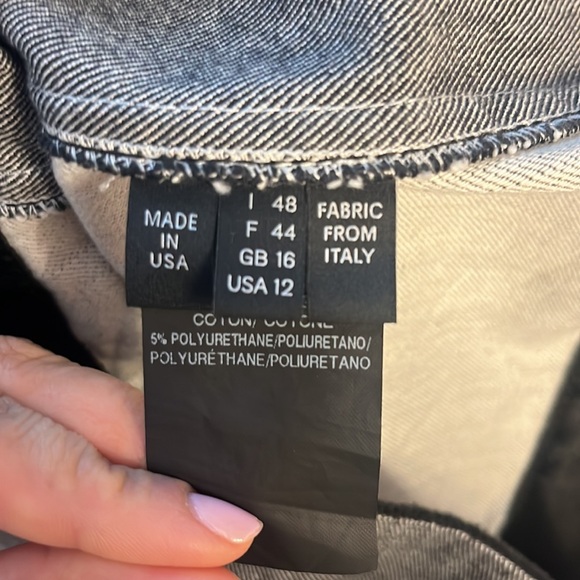 MADE
IN
USA
I 48
F 44
GB 16
USA 12
FABRIC
FROM
ITALY
COTON/ COTONE
5% POLYURETHANE/POLIURETANO/
POLYURÉTHANE/POLIURETANO